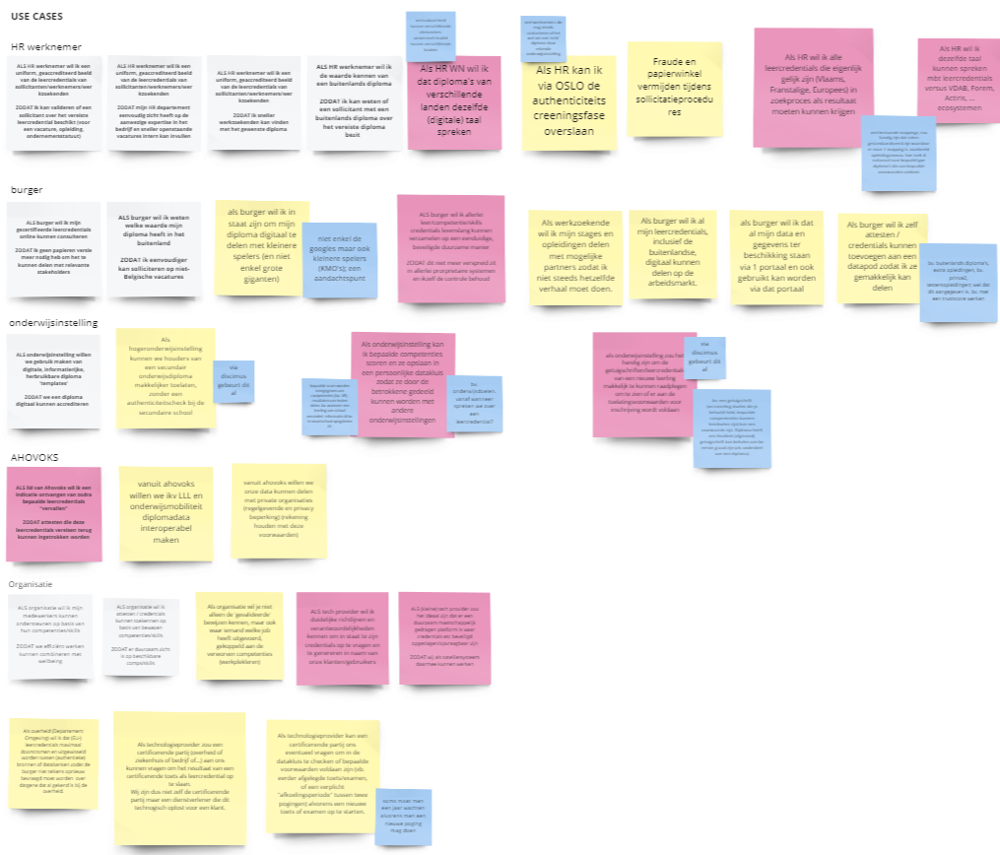 USE CASES
HR werknemer
ALS HR werknemer wil ik een
uniform, geaccrediteerd beeld
van de leercredentials van
sollicitanten/werknemers/wer
kzoekenden
ZODAT ik kan valideren of een
sollicitant over het vereiste
leercredential beschikt (voor
een vacature, opleiding,
ondernemersstatuut)
ALS HR werknemer wil ik een
uniform, geaccrediteerd beeld
van de leercredentials van
sollicitanten/werknemers/wer
kzoekenden
ZODAT mijn HR departement
eenvoudig zicht heeft op de
aanwezige expertise in het
bedrijf en sneller openstaande
vacatures intern kan invullen
ALS HR werknemer wil ik een
uniform, geaccrediteerd beeld
van de leercredentials van
sollicitanten/werknemers/wer
kzoekenden
ZODAT ik sneller
werkzoekenden kan vinden
met het gewenste diploma
ALS HR werknemer wil ik
de waarde kennen van
een buitenlands diploma
ZODAT ik kan weten of
een sollicitant met een
buitenlands diploma over
het vereiste diploma
bezit
Als HR WN wil ik
dat diploma's van
verschillende
landen dezelfde
(digitale) taal
spreken
Als HR kan ik
via OSLO de
authenticiteits
creeningsfase
overslaan
Fraude en
papierwinkel
vermijden tijdens
sollicitatieprocedu
res
Als HR wil ik alle
leercredentials die eigenlijk
gelijk zijn (Vlaams,
Franstalige, Europees) in
zoekproces als resultaat
moeten kunnen krijgen
Als HR wil ik
dezelfde taal
kunnen spreken
mbt leercredentials
versus VDAB, Forem,
Actiris, ...
ecosystemen
burger
ALS burger wil ik mijn
gecertifieerde leercredentials
online kunnen consulteren
ZODAT ik geen papieren versie
meer nodig heb om het te
kunnen delen met relevante
stakeholders
ALS burger wil ik weten
welke waarde mijn
diploma heeft in het
buitenland
ZODAT ik eenvoudiger
kan solliciteren op niet-
Belgische vacatures
als burger wil ik in
staat zijn om mijn
diploma digitaal te
delen met kleinere
spelers (en niet
enkel grote
giganten)
niet enkel de
googles maar ook
kleinere spelers
(KMO's); een
aandachtspunt
ALS burger wil ik allerlei
leer/competentie/skills
credentials levenslang kunnen
verzamelen op een eenduidige,
beveiligde duurzame manier
ZODAT dit niet meer verspreid zit
in allerlei proprietaire systemen
en ikzelf de controle behoud
Als werkzoekende
wil ik mijn stages en
opleidingen delen
met mogelijke
partners zodat ik
niet steeds hetzelfde
verhaal moet doen.
Als burger wil ik al
mijn leercredentials,
inclusief de
buitenlandse,
digitaal kunnen
delen op de
arbeidsmarkt.
als burger wil ik dat
al mijn data en
gegevens ter
beschikking staan
via 1 portaal en ook
gebruikt kan worden
via dat portaal
Als burger wil ik zelf
attesten /
credentials kunnen
toevoegen aan een
datapod zodat ik ze
gemakkelijk kan
delen
onderwijsinstelling
ALS onderwijsinstelling willen
we gebruik maken van
digitale, informatierijke,
herbruikbare diploma
'templates'
ZODAT we een diploma
digitaal kunnen accrediteren
Als
hogeronderwijsinstelling
kunnen we houders van
een secundair
onderwijsdiploma
makkelijker toelaten,
zonder een
authenticiteitscheck bij de
secundaire school
via
discimus
gebeurt dit
al
Als onderwijsinstelling kan
ik bepaalde competenties
scoren en ze opslaan in
een persoonlijke datakluis
zodat ze door de
betrokkene gedeeld
kunnen worden met
andere
onderwijsinstellingen
bv.
onderwijsdoelen.
vanaf wanneer
spreken we over
een
leercredential?
als onderwijsinstelling zou het
handig zijn om de
getuigschriften/leercredentials
van een nieuwe leerling
makkelijk te kunnen raadplegen
om te zien of er aan de
toelatingsvoorwaarden voor
inschrijving wordt voldaan
via
discimus
gebeurt dit
al
AHOVOKS
ALS lid van Ahovoks wil ik een
indicatie ontvangen van zodra
bepaalde leercredentials
"vervallen"
ZODAT attesten die deze
leercredentials vereisen terug
kunnen ingetrokken worden
vanuit ahovoks
willen we ikv LLL en
onderwijsmobiliteit
diplomadata
interoperabel
maken
vanuit ahovoks willen we
onze data kunnen delen
met private organisaties
(regelgevende en privacy
beperking) (rekening
houden met deze
voorwaarden)
Organisatie
ALS organisatie wil ik mijn
medewerkers kunnen
ondersteunen op basis van
hun competenties/skills
ZODAT we efficiënt werken
kunnen combineren met
wellbeing
ALS organisatie wil ik
attesten / credentials
kunnen toekennen op
basis van bewezen
competenties/skills
ZODAT er duurzaam zicht
is op beschikbare
comp/skills
Als organisatie wil je niet
alleen de 'gevalideerde'
bewijzen kennen, maar ook
waar iemand welke job
heeft uitgevoerd,
gekoppeld aan de
verworven competenties
(werkplekleren)
ALS tech provider wil ik
duidelijke richtlijnen en
verantwoordelijkheden
kennen om in staat te zijn
credentials op te vragen en
te genereren in naam van
onze klanten/gebruikers
ALS (kleine) tech provider zou
het ideaal zijn dat er een
duurzaam maatschappelijk
gedragen platform is waar
credentials etc beveiligd
opgeslagen/opvraagbaar zijn
ZODAT wij als satellietsysteem
daarmee kunnen werken
Als overheid (Departement
Omgeving) wil ik dat (EU-)
leercredentials maximaal
doorstromen en uitgewisseld
worden tussen (authentieke)
bronnen of databanken zodat de
burger niet telkens opnieuw
bevraagd moet worden over
diegene dat al gekend is bij de
overheid.
Als technologieprovider zou een
certificerende partij (overheid of
ziekenhuis of bedrijf of...) aan ons
kunnen vragen om het resultaat van een
certificerende toets als leercredential op
te slaan.
Wij zijn dus niet zelf de certificerende
partij maar een dienstverlener die dit
technologisch oplost voor een klant.
Als technologieprovider kan een
certificerende partij ons
eventueel vragen om in de
datakluis te checken of bepaalde
voorwaarden voldaan zijn (vb.
eerder afgelegde toets/examen,
of een verplicht
"afkoelingsperiode" tussen twee
pogingen) alvorens een nieuwe
toets of examen op te starten.
soms moet men
een jaar wachten
alvorens men een
nieuwe poging
mag doen